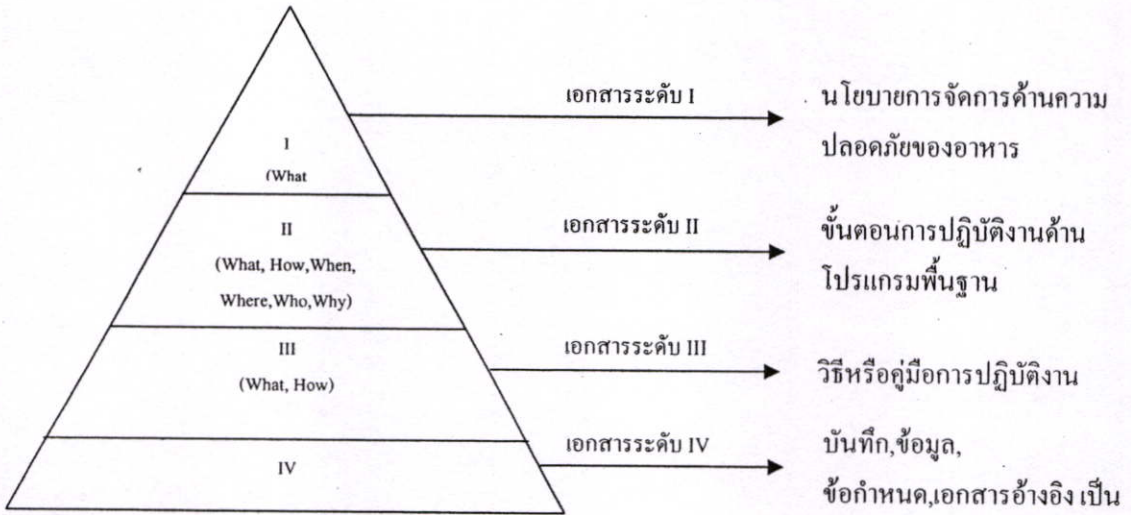 เอกสารระดับ I
นโยบายการจัดการด้านความ
ปลอดภัยของอาหาร
I
(What
เอกสารระดับ II
ขั้นตอนการปฏิบัติงานด้าน
โปรแกรมพื้นฐาน
II
(What, How,When,
Where,Who,Why)
เอกสารระดับ III
วิธีหรือคู่มือการปฏิบัติงาน
III
(What, How)
เอกสารระดับ IV
บันทึก,ข้อมูล,
ข้อกำหนด,เอกสารอ้างอิง เป็น
IV